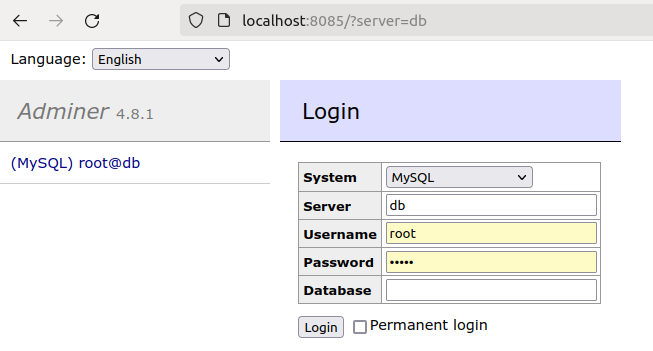 localhost:8085/?server=db
Language: English
Adminer 4.8.1
Login
(MySQL) root@db
System MySQL
Server db
Username root
Password •••••
Database
Login Permanent login